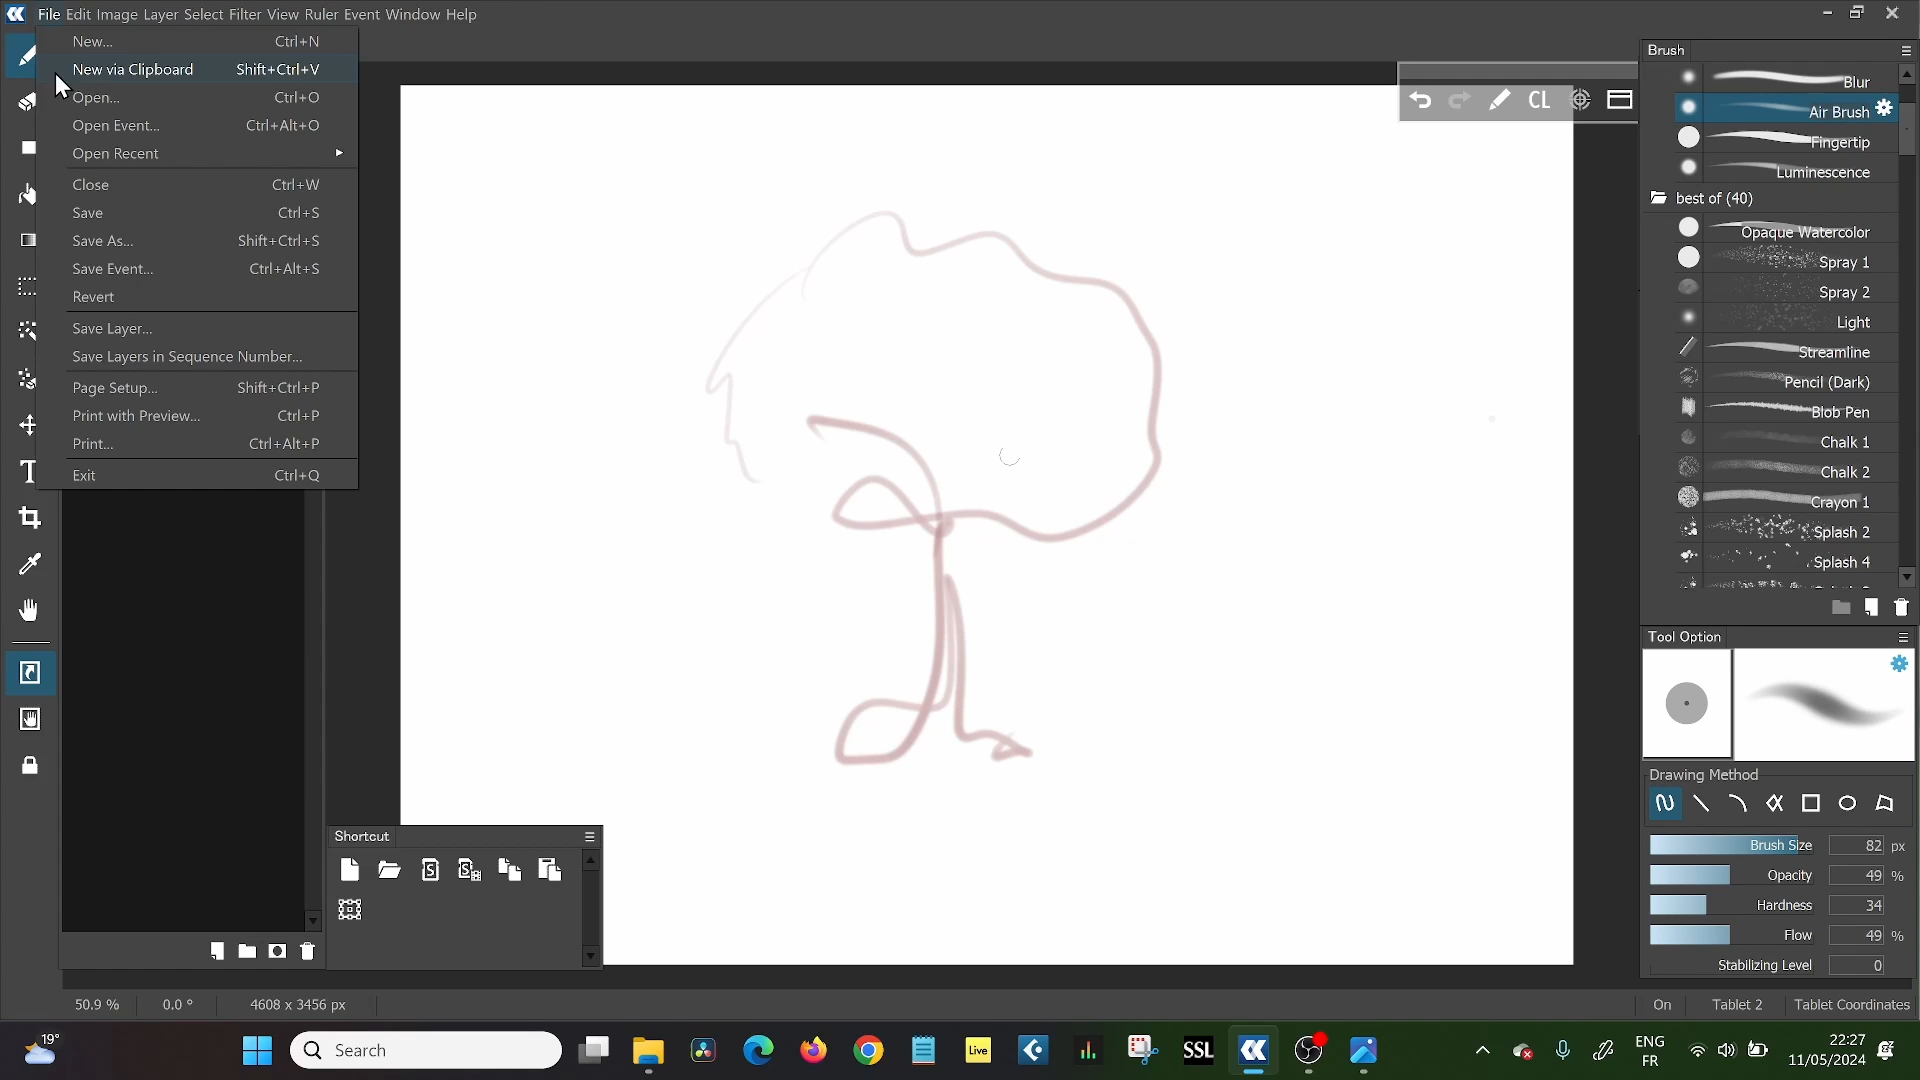 File Edit Image Layer Select Filter View Ruler Event Window Help
New... Ctrl+N
New via Clipboard Shift+Ctrl+V
Open... Ctrl+O
Open Event... Ctrl+Alt+O
Open Recent
Close Ctrl+W
Save Ctrl+S
Save As... Shift+Ctrl+S
Save Event... Ctrl+Alt+S
Revert
Save Layer...
Save Layers in Sequence Number...
Page Setup... Shift+Ctrl+P
Print with Preview... Ctrl+P
Print... Ctrl+Alt+P
Exit Ctrl+Q
CL
Brush
Blur
Air Brush
Fingertip
Luminescence
best of (40)
Opaque Watercolor
Spray 1
Spray 2
Light
Streamline
Pencil (Dark)
Blob Pen
Chalk 1
Chalk 2
Crayon 1
Splash 2
Splash 4
Tool Option
Drawing Method
Brush Size 82 px
Opacity 49 %
Hardness 34
Flow 49 %
Stabilizing Level 0
Shortcut
50.9 % 0.0 ° 4608 x 3456 px
On Tablet 2 Tablet Coordinates
19°
Search
Live
SSL
ENG
FR
22:27
11/05/2024